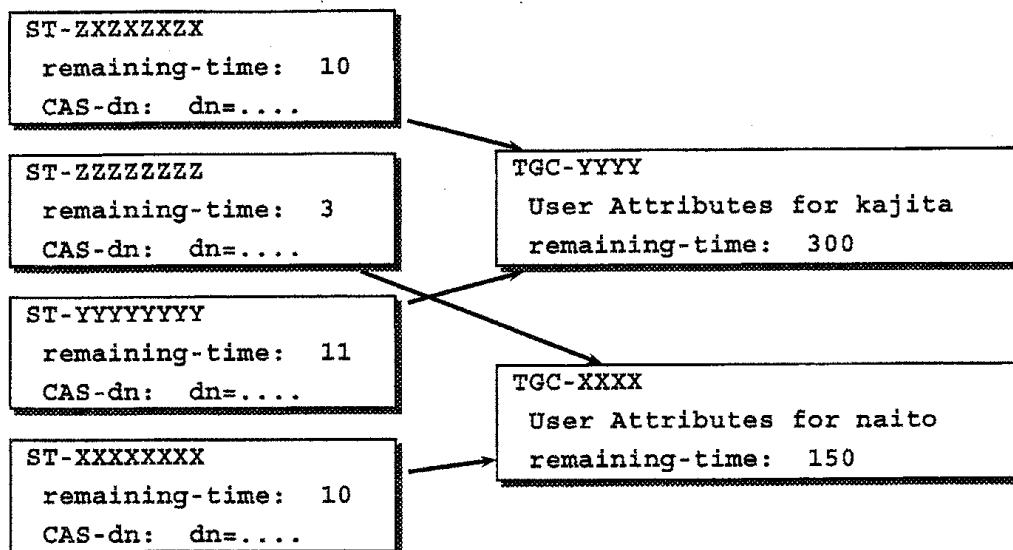 ST-ZXZXZXZX
remaining-time: 10
CAS-dn: dn=....
ST-ZZZZZZZZ
remaining-time: 3
CAS-dn: dn=....
ST-YYYYYYYY
remaining-time: 11
CAS-dn: dn=....
ST-XXXXXXXX
remaining-time: 10
CAS-dn: dn=....
TGC-YYYY
User Attributes for kajita
remaining-time: 300
TGC-XXXX
User Attributes for naito
remaining-time: 150